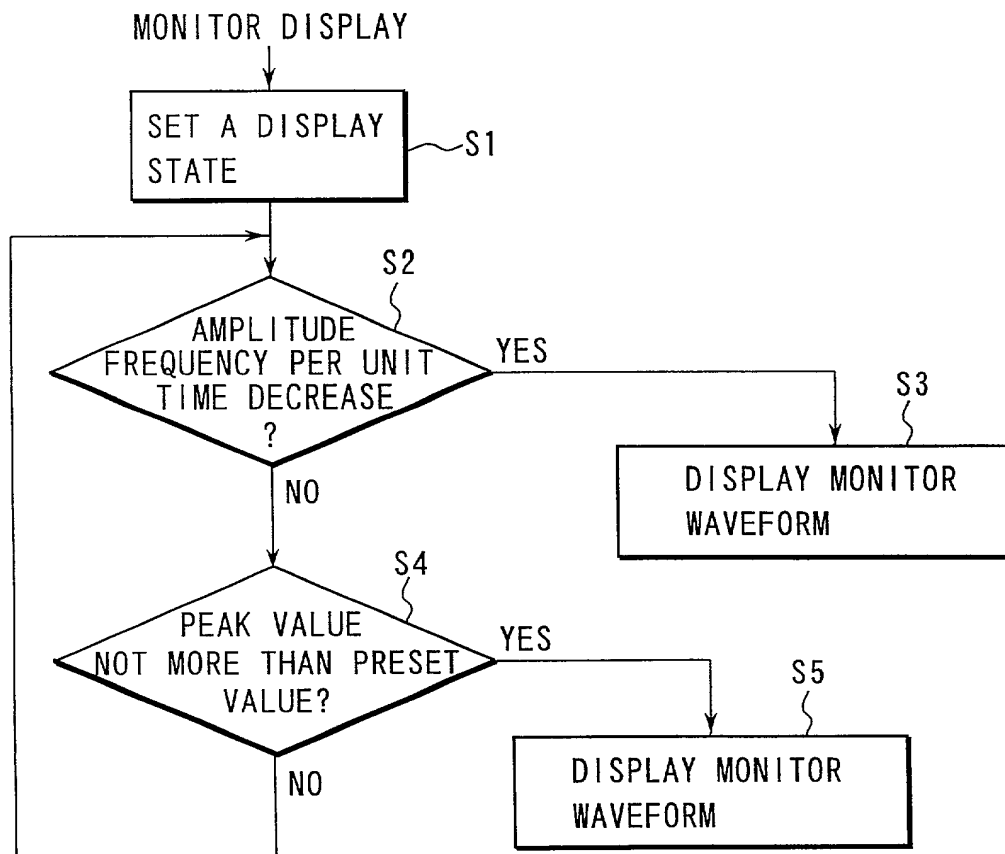 MONITOR DISPLAY
SET A DISPLAY
STATE
S1
S2
AMPLITUDE
FREQUENCY PER UNIT
TIME DECREASE
?
YES
NO
S3
DISPLAY MONITOR
WAVEFORM
S4
PEAK VALUE
NOT MORE THAN PRESET
VALUE?
YES
NO
S5
DISPLAY MONITOR
WAVEFORM